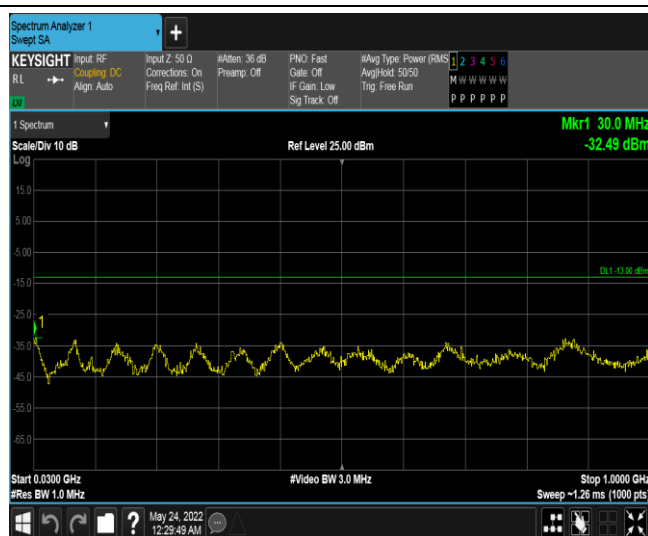 Spectrum Analyzer 1
Swept SA
+
KEYSIGHT Input: RF Input Z: 50 Ω #Atten: 36 dB PNO: Fast #Avg Type: Power (RMS 1 2 3 4 5 6
RL Coupling: DC Corrections: On Preamp: Off Gate: Off Avg|Hold: 50/50 M W W W W W
Align: Auto Freq Ref: Int (S) IF Gain: Low Trig: Free Run
LXI Sig Track: Off P P P P P P
1 Spectrum Mkr1 30.0 MHz
Scale/Div 10 dB Ref Level 25.00 dBm -32.49 dBm
Log
15.0
5.00
-5.00
DL1 -13.00 dBm
-15.0
-25.0
1
-35.0
-45.0
-55.0
-65.0
Start 0.0300 GHz #Video BW 3.0 MHz Stop 1.0000 GHz
#Res BW 1.0 MHz Sweep ~1.26 ms (1000 pts)
? May 24, 2022
12:29:49 AM